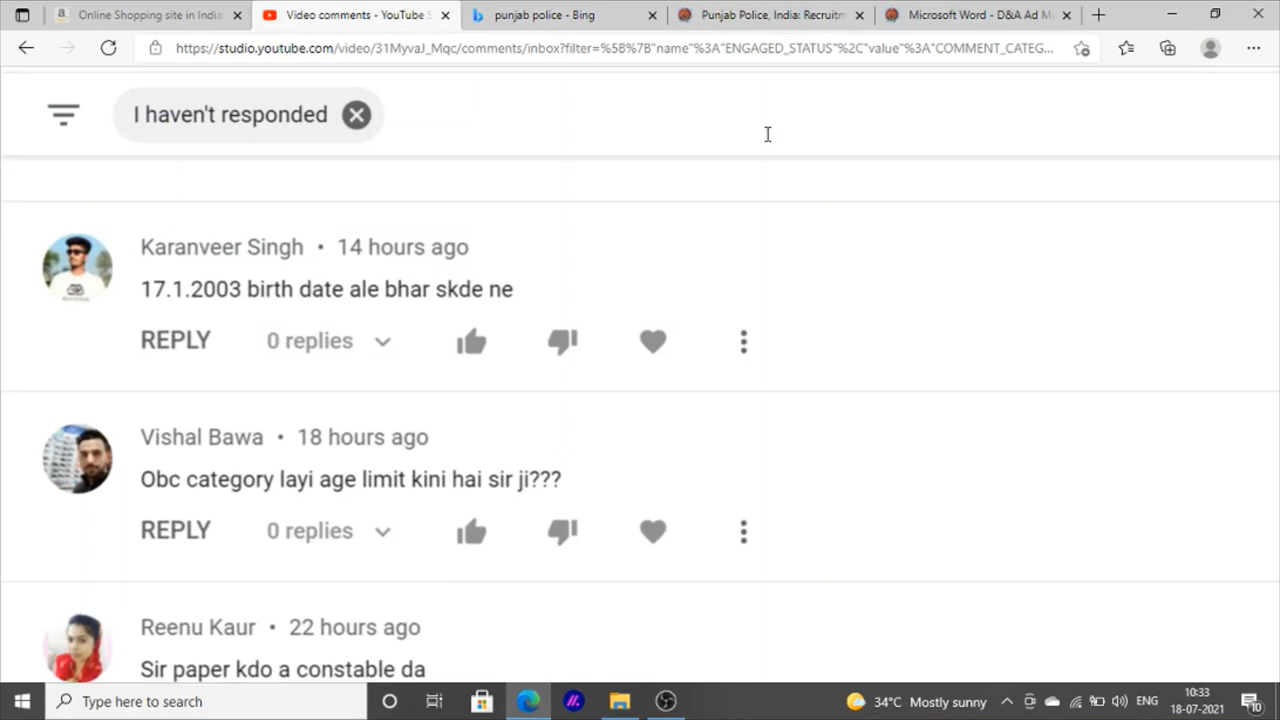 Online Shopping site in India
Video comments - YouTube S
punjab police - Bing
Punjab Police, India: Recruitm
Microsoft Word - D&A Ad M
https://studio.youtube.com/video/31MyvaJ_Mqc/comments/inbox?filter=%5B%7B"name"%3A"ENGAGED_STATUS"%2C"value"%3A"COMMENT_CATEG...
I haven't responded
Karanveer Singh • 14 hours ago
17.1.2003 birth date ale bhar skde ne
REPLY 0 replies
Vishal Bawa • 18 hours ago
Obc category layi age limit kini hai sir ji???
REPLY 0 replies
Reenu Kaur • 22 hours ago
Sir paper kdo a constable da
Type here to search
34°C Mostly sunny
ENG
10:33
18-07-2021
10